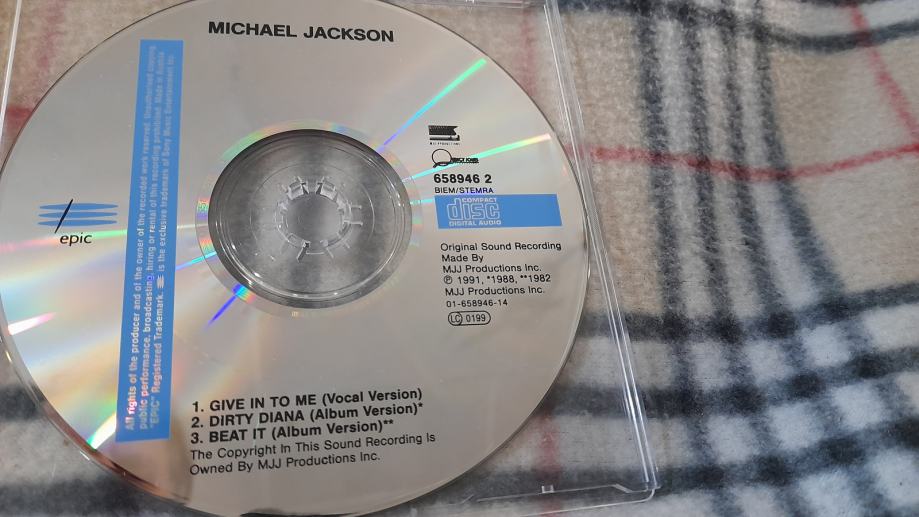 MICHAEL JACKSON
All rights of the producer and of the owner of the recorded work reserved. Unauthorised copying,
public performance, broadcasting, hiring or rental of this recording prohibited. Made in Austria
"EPIC" Registered Trademark. is the exclusive trademark of Sony Music Entertainment Inc.
epic
MJJ PRODUCTIONS
658946 2
BIEM/STEMRA
COMPACT
disc
DIGITAL AUDIO
Original Sound Recording
Made By
MJJ Productions Inc.
℗ 1991, *1988, **1982
MJJ Productions Inc.
01-658946-14
LC 0199
1. GIVE IN TO ME (Vocal Version)
2. DIRTY DIANA (Album Version)*
3. BEAT IT (Album Version)**
The Copyright In This Sound Recording Is
Owned By MJJ Productions Inc.